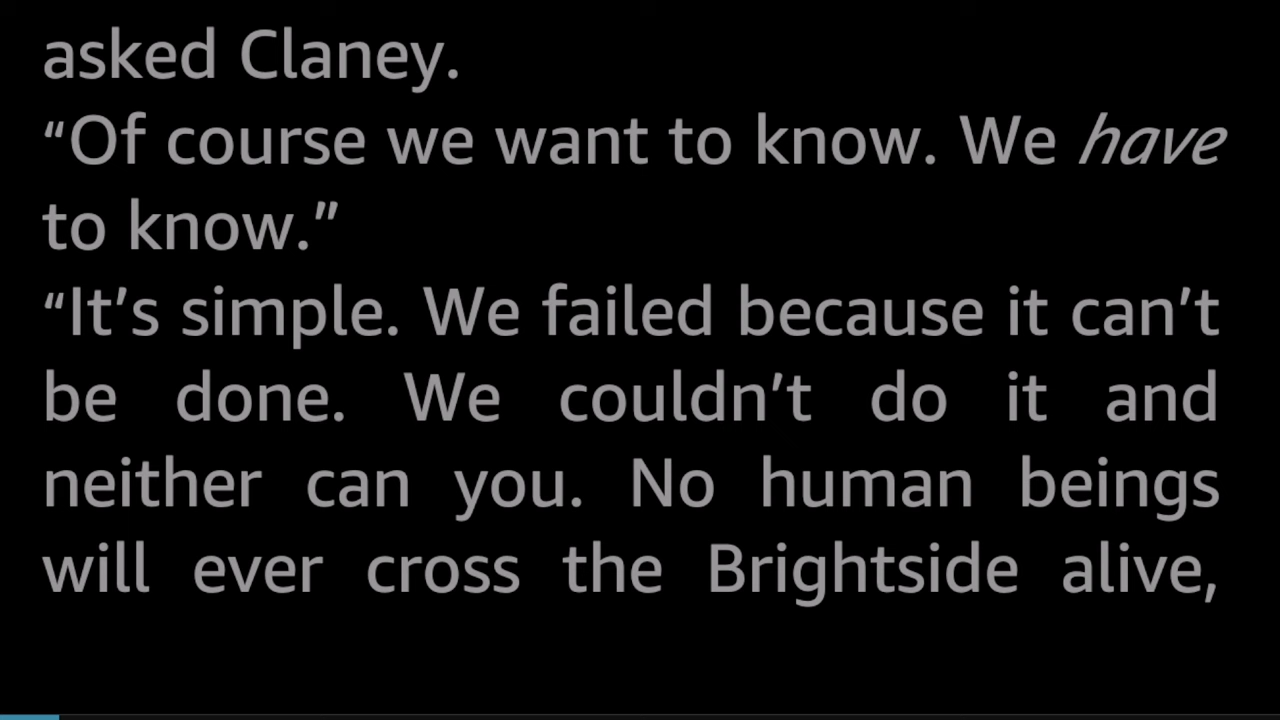 asked Claney.
“Of course we want to know. We have
to know.”
“It’s simple. We failed because it can’t
be done. We couldn’t do it and
neither can you. No human beings
will ever cross the Brightside alive,